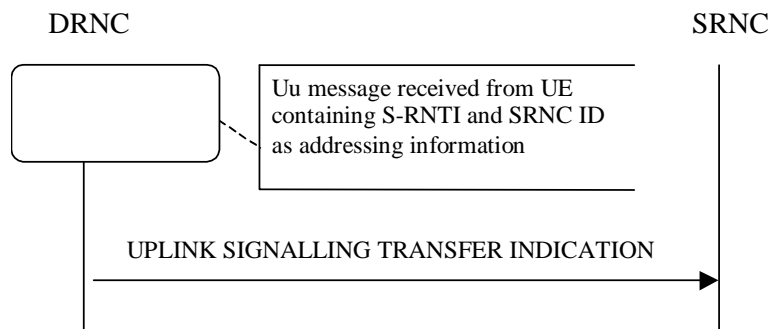 DRNC
SRNC
Uu message received from UE
containing S-RNTI and SRNC ID
as addressing information
UPLINK SIGNALLING TRANSFER INDICATION